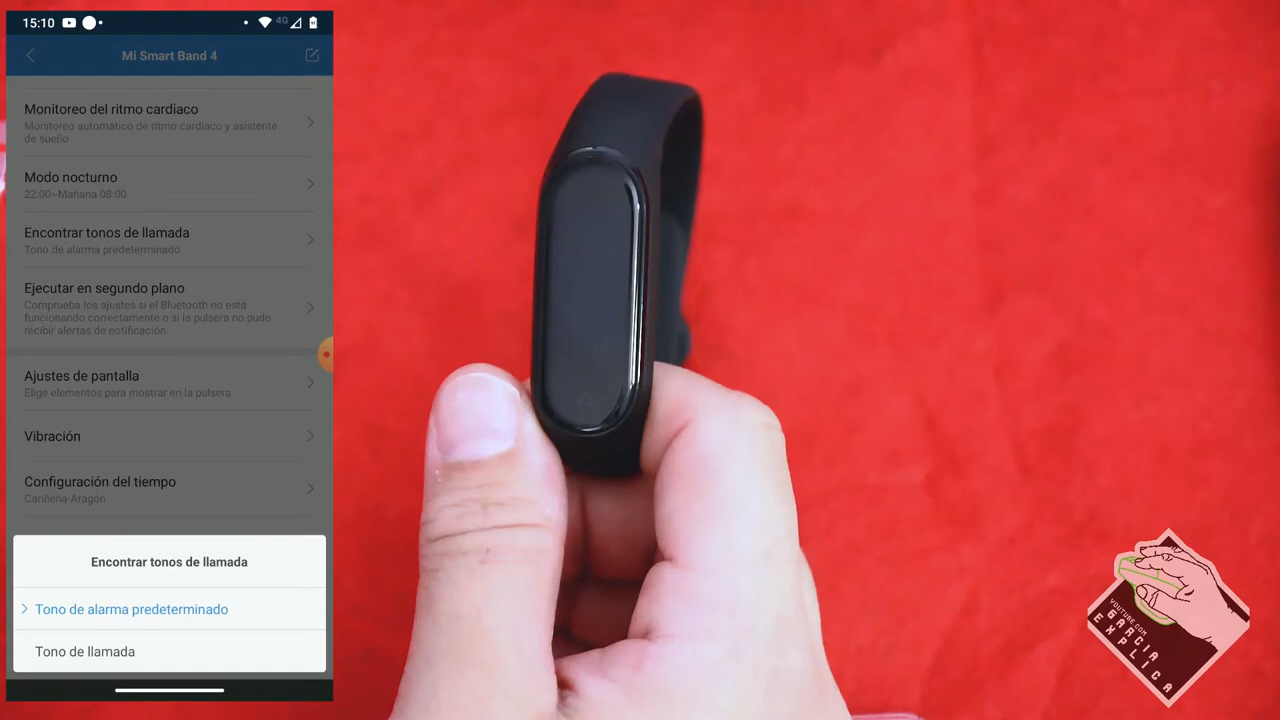 15:10
4G
Mi Smart Band 4
Monitoreo del ritmo cardíaco
Monitoreo automático de ritmo cardiaco y asistente
de sueño
Modo nocturno
22:00~Mañana 08:00
Encontrar tonos de llamada
Tono de alarma predeterminado
Ejecutar en segundo plano
Comprueba los ajustes si el Bluetooth no está
funcionando correctamente o si la pulsera no pudo
recibir alertas de notificación
Ajustes de pantalla
Elige elementos para mostrar en la pulsera
Vibración
Configuración del tiempo
Cariñena-Aragón
Encontrar tonos de llamada
Tono de alarma predeterminado
Tono de llamada
YOUTUBE.COM
GARCIA
EXPLICA